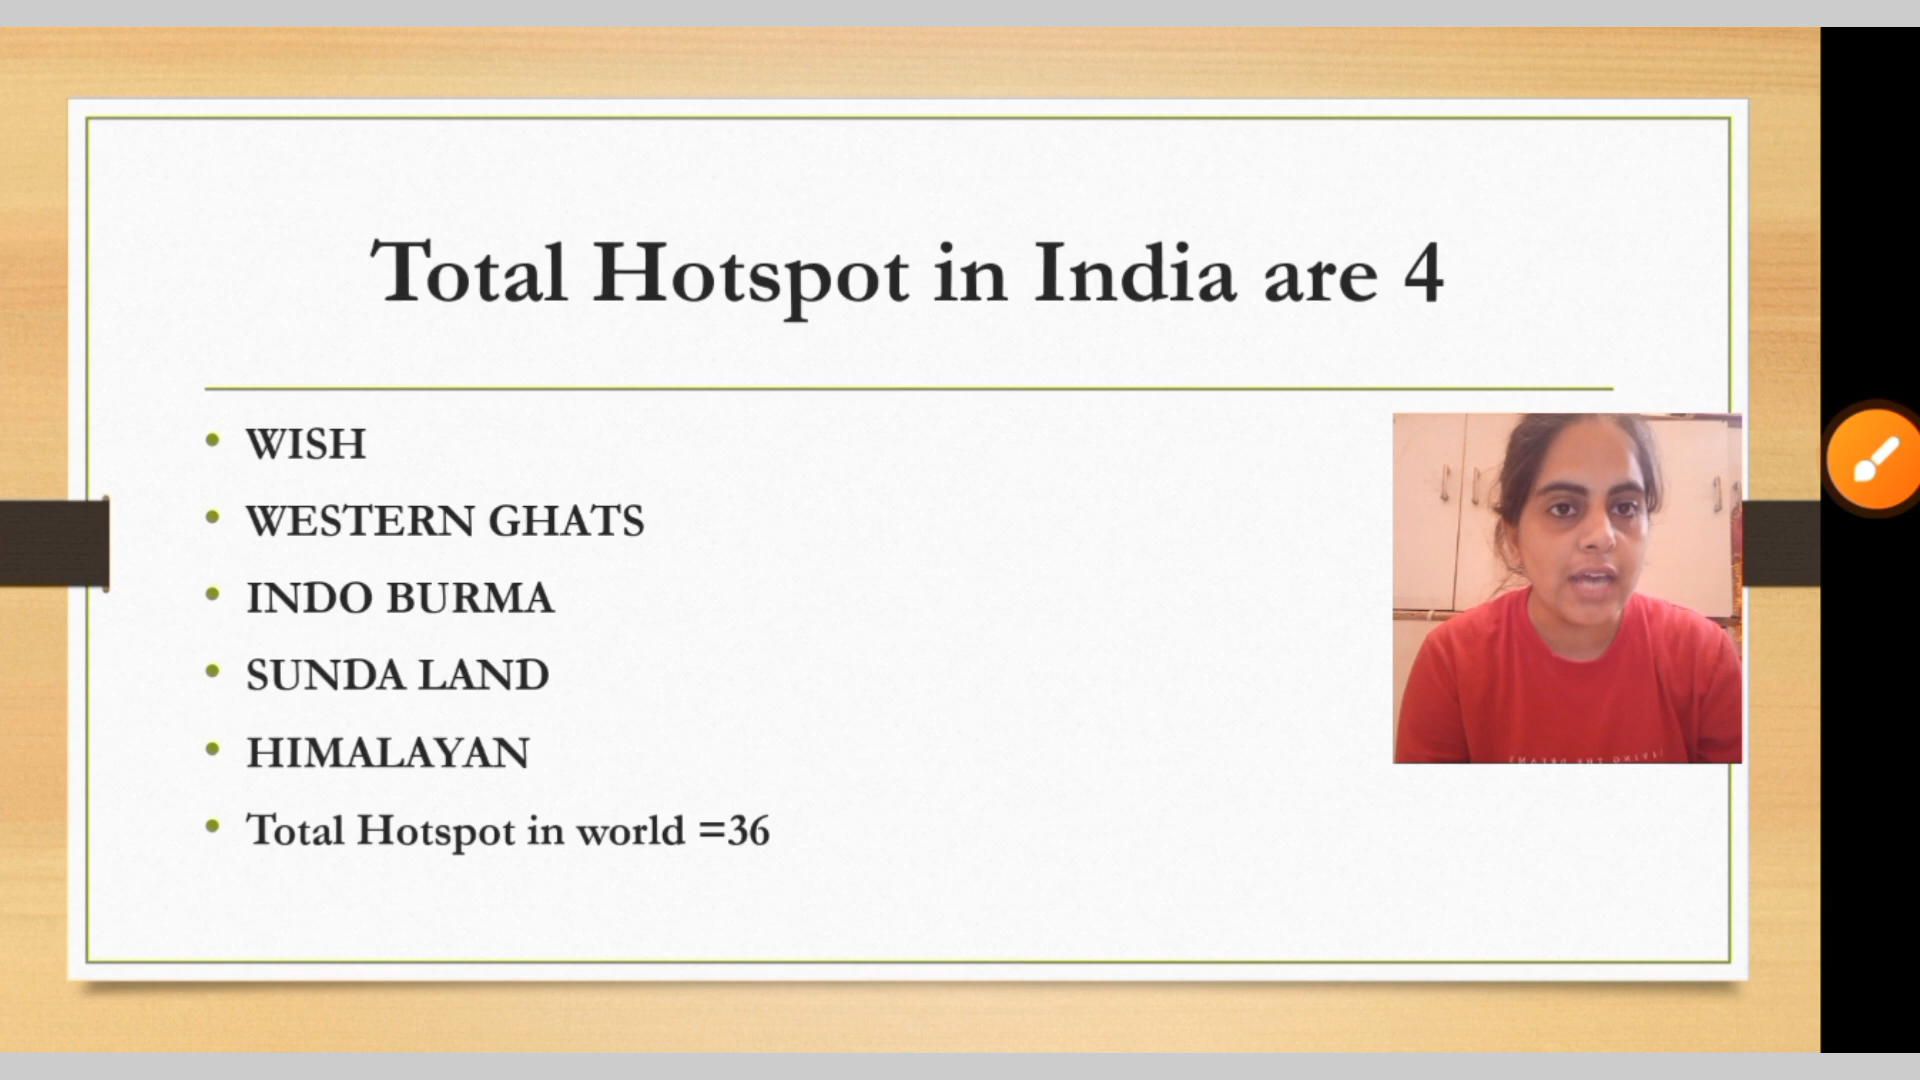 Total Hotspot in India are 4
• WISH
• WESTERN GHATS
• INDO BURMA
• SUNDA LAND
• HIMALAYAN
• Total Hotspot in world =36